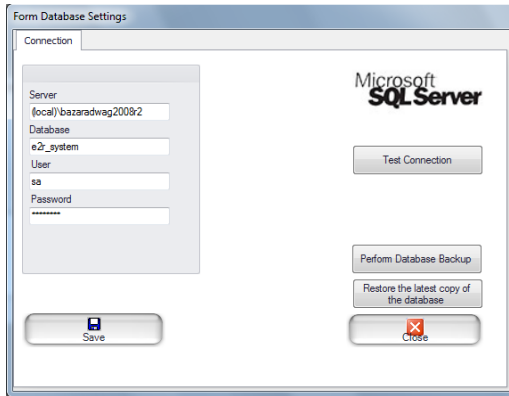 Form Database Settings
Connection
Microsoft
SQL Server
Server
(local)\bazaradwag2008r2
Database
e2r_system
User
sa
Password
********
Test Connection
Perform Database Backup
Restore the latest copy of
the database
Save
Close